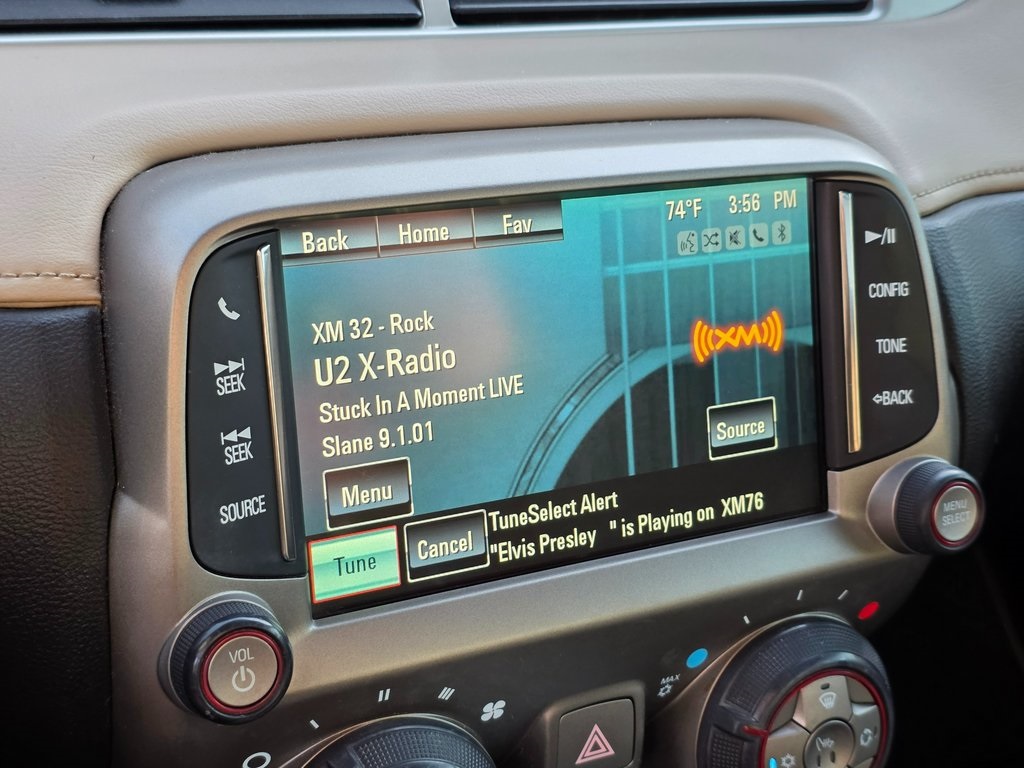 Back Home Fav
74°F 3:56 PM
XM 32 - Rock
U2 X-Radio
Stuck In A Moment LIVE
Slane 9.1.01
XM
Source
Menu
Tune
Cancel
TuneSelect Alert
"Elvis Presley " is Playing on XM76
SEEK
SEEK
SOURCE
CONFIG
TONE
BACK
MENU
SELECT
VOL
MAX